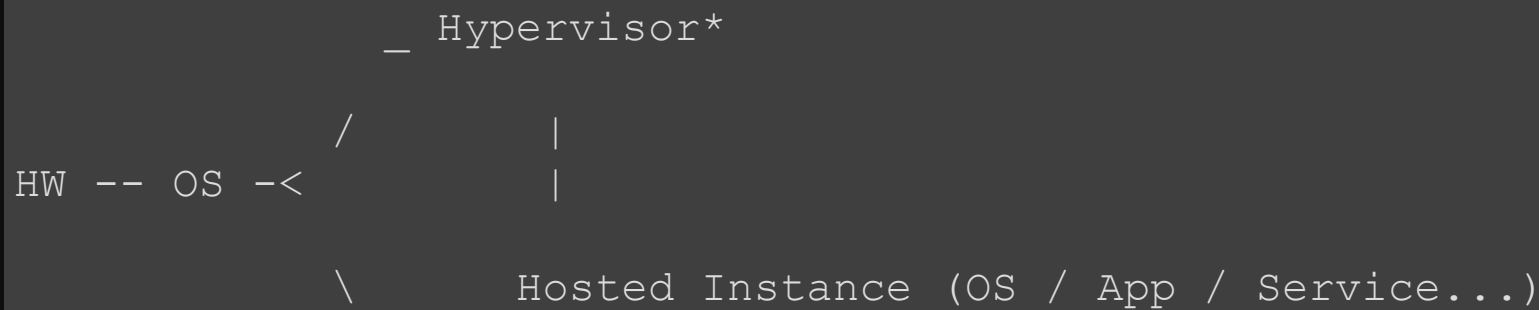 _ Hypervisor*
/ |
HW -- OS -< |
\ Hosted Instance (OS / App / Service...)